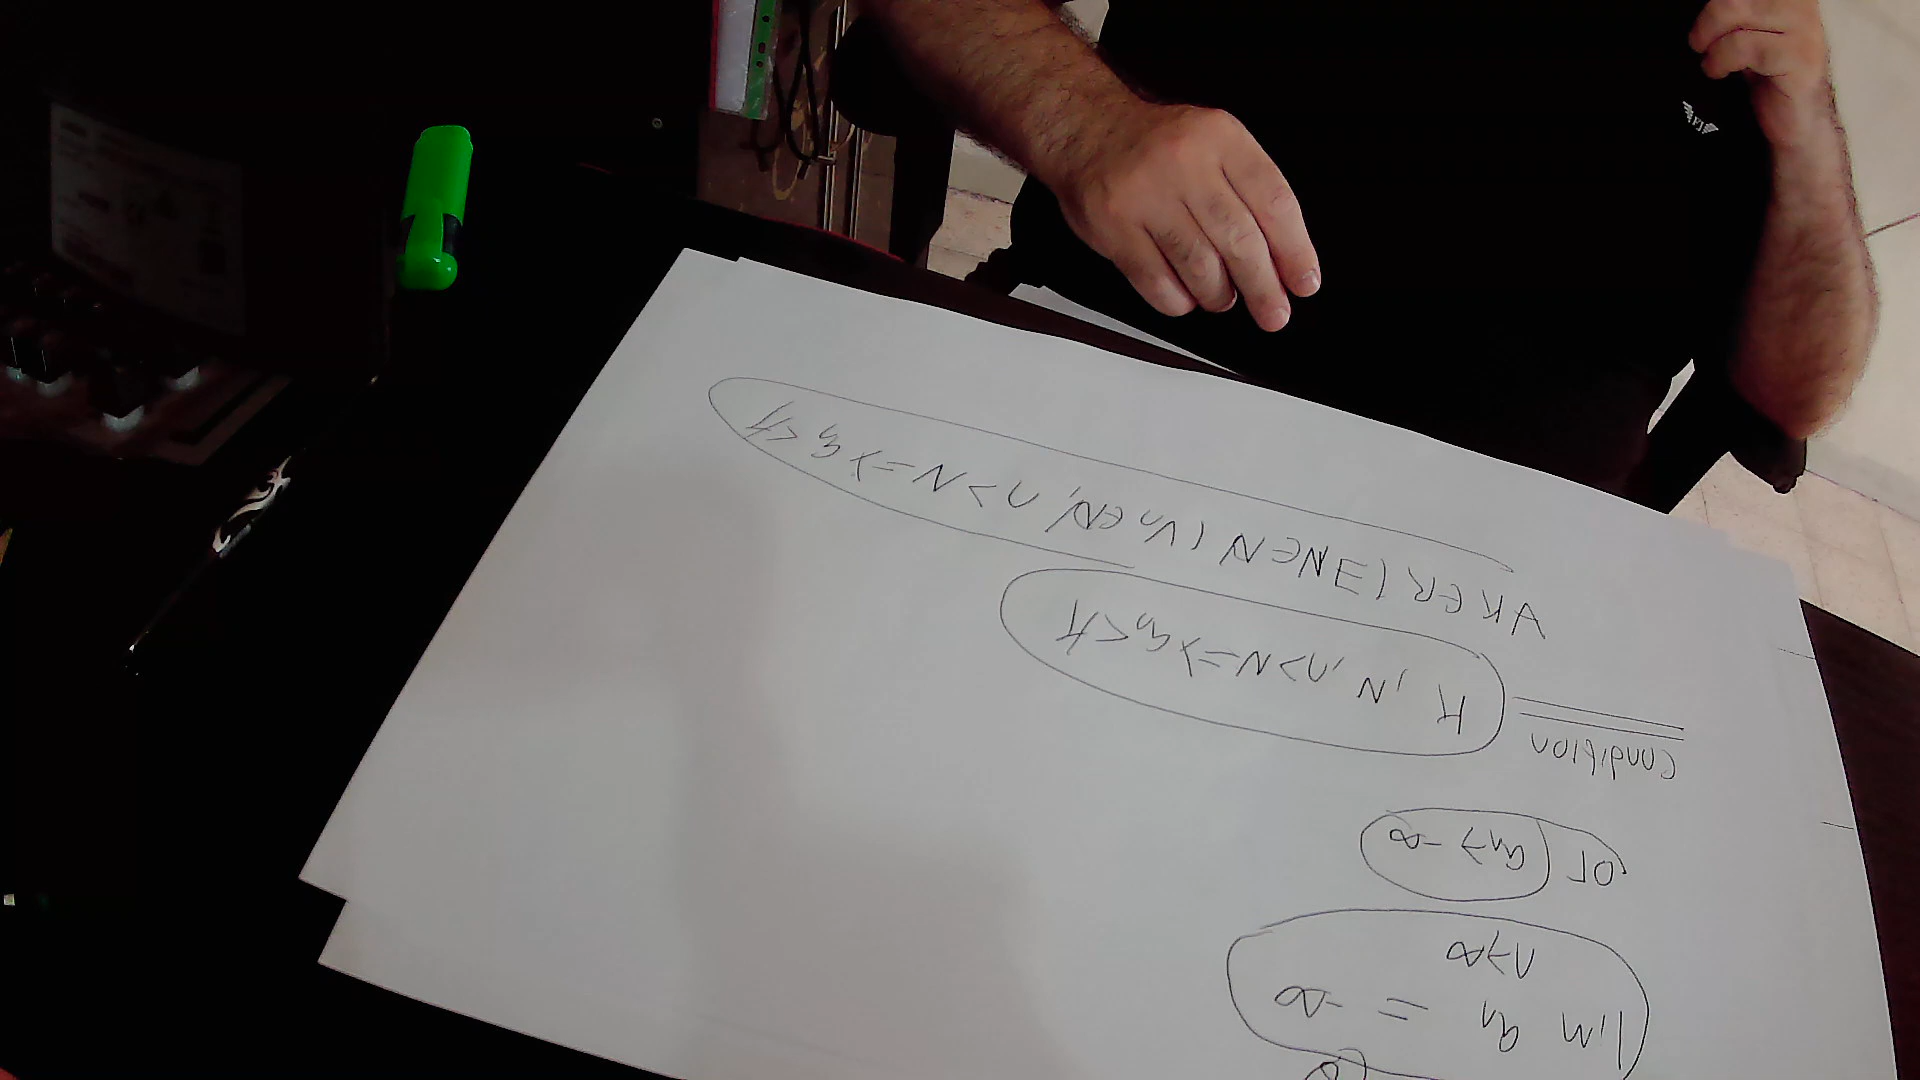 lim an = -∞
n→∞
or an→ -∞
condition
K, N, n>N=>an<K
∀K∈R(∃N∈ℕ(∀n∈ℕ, n>N=>an<K